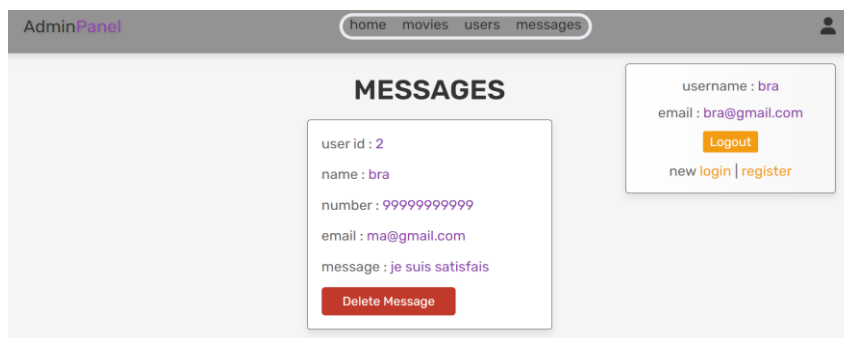 AdminPanel
home movies users messages
MESSAGES
user id : 2
name : bra
number : 99999999999
email : ma@gmail.com
message : je suis satisfais
Delete Message
username : bra
email : bra@gmail.com
Logout
new login | register